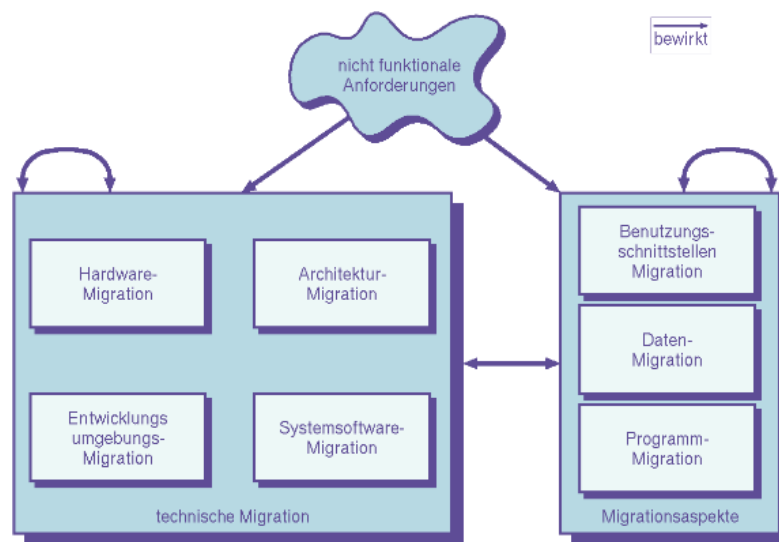 nicht funktionale
Anforderungen
bewirkt
Hardware-
Migration
Architektur-
Migration
Entwicklungs
umgebungs-
Migration
Systemsoftware-
Migration
technische Migration
Benutzungs-
schnittstellen
Migration
Daten-
Migration
Programm-
Migration
Migrationsaspekte